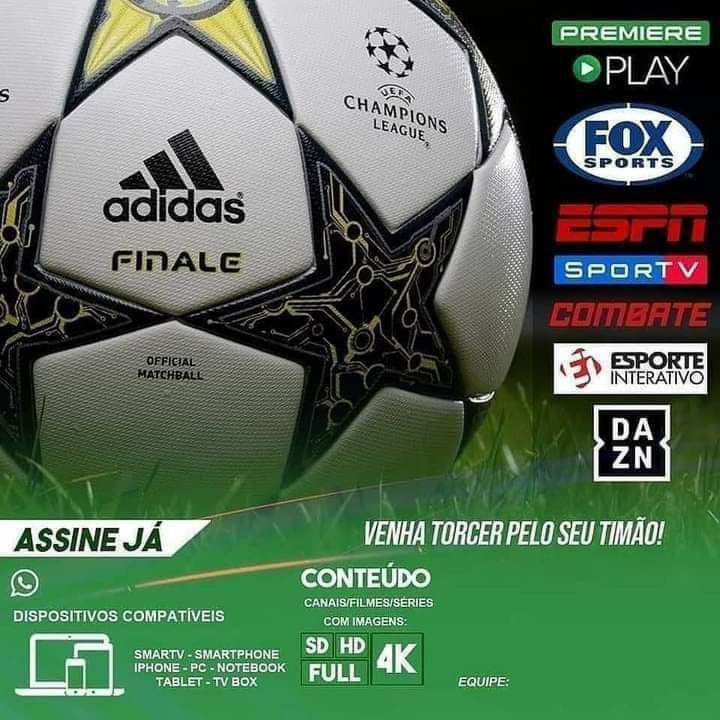 S
UEFA
CHAMPIONS
LEAGUE
adidas
FINALE
OFFICIAL
MATCHBALL
PREMIERE
PLAY
FOX
SPORTS
ESPN
SPORTV
COMBATE
ESPORTE
INTERATIVO
DA
ZN
ASSINE JÁ
VENHA TORCER PELO SEU TIMÃO!
DISPOSITIVOS COMPATÍVEIS
SMARTV - SMARTPHONE
IPHONE - PC - NOTEBOOK
TABLET - TV BOX
CONTEÚDO
CANAIS/FILMES/SÉRIES
COM IMAGENS:
SD HD
FULL 4K
EQUIPE: